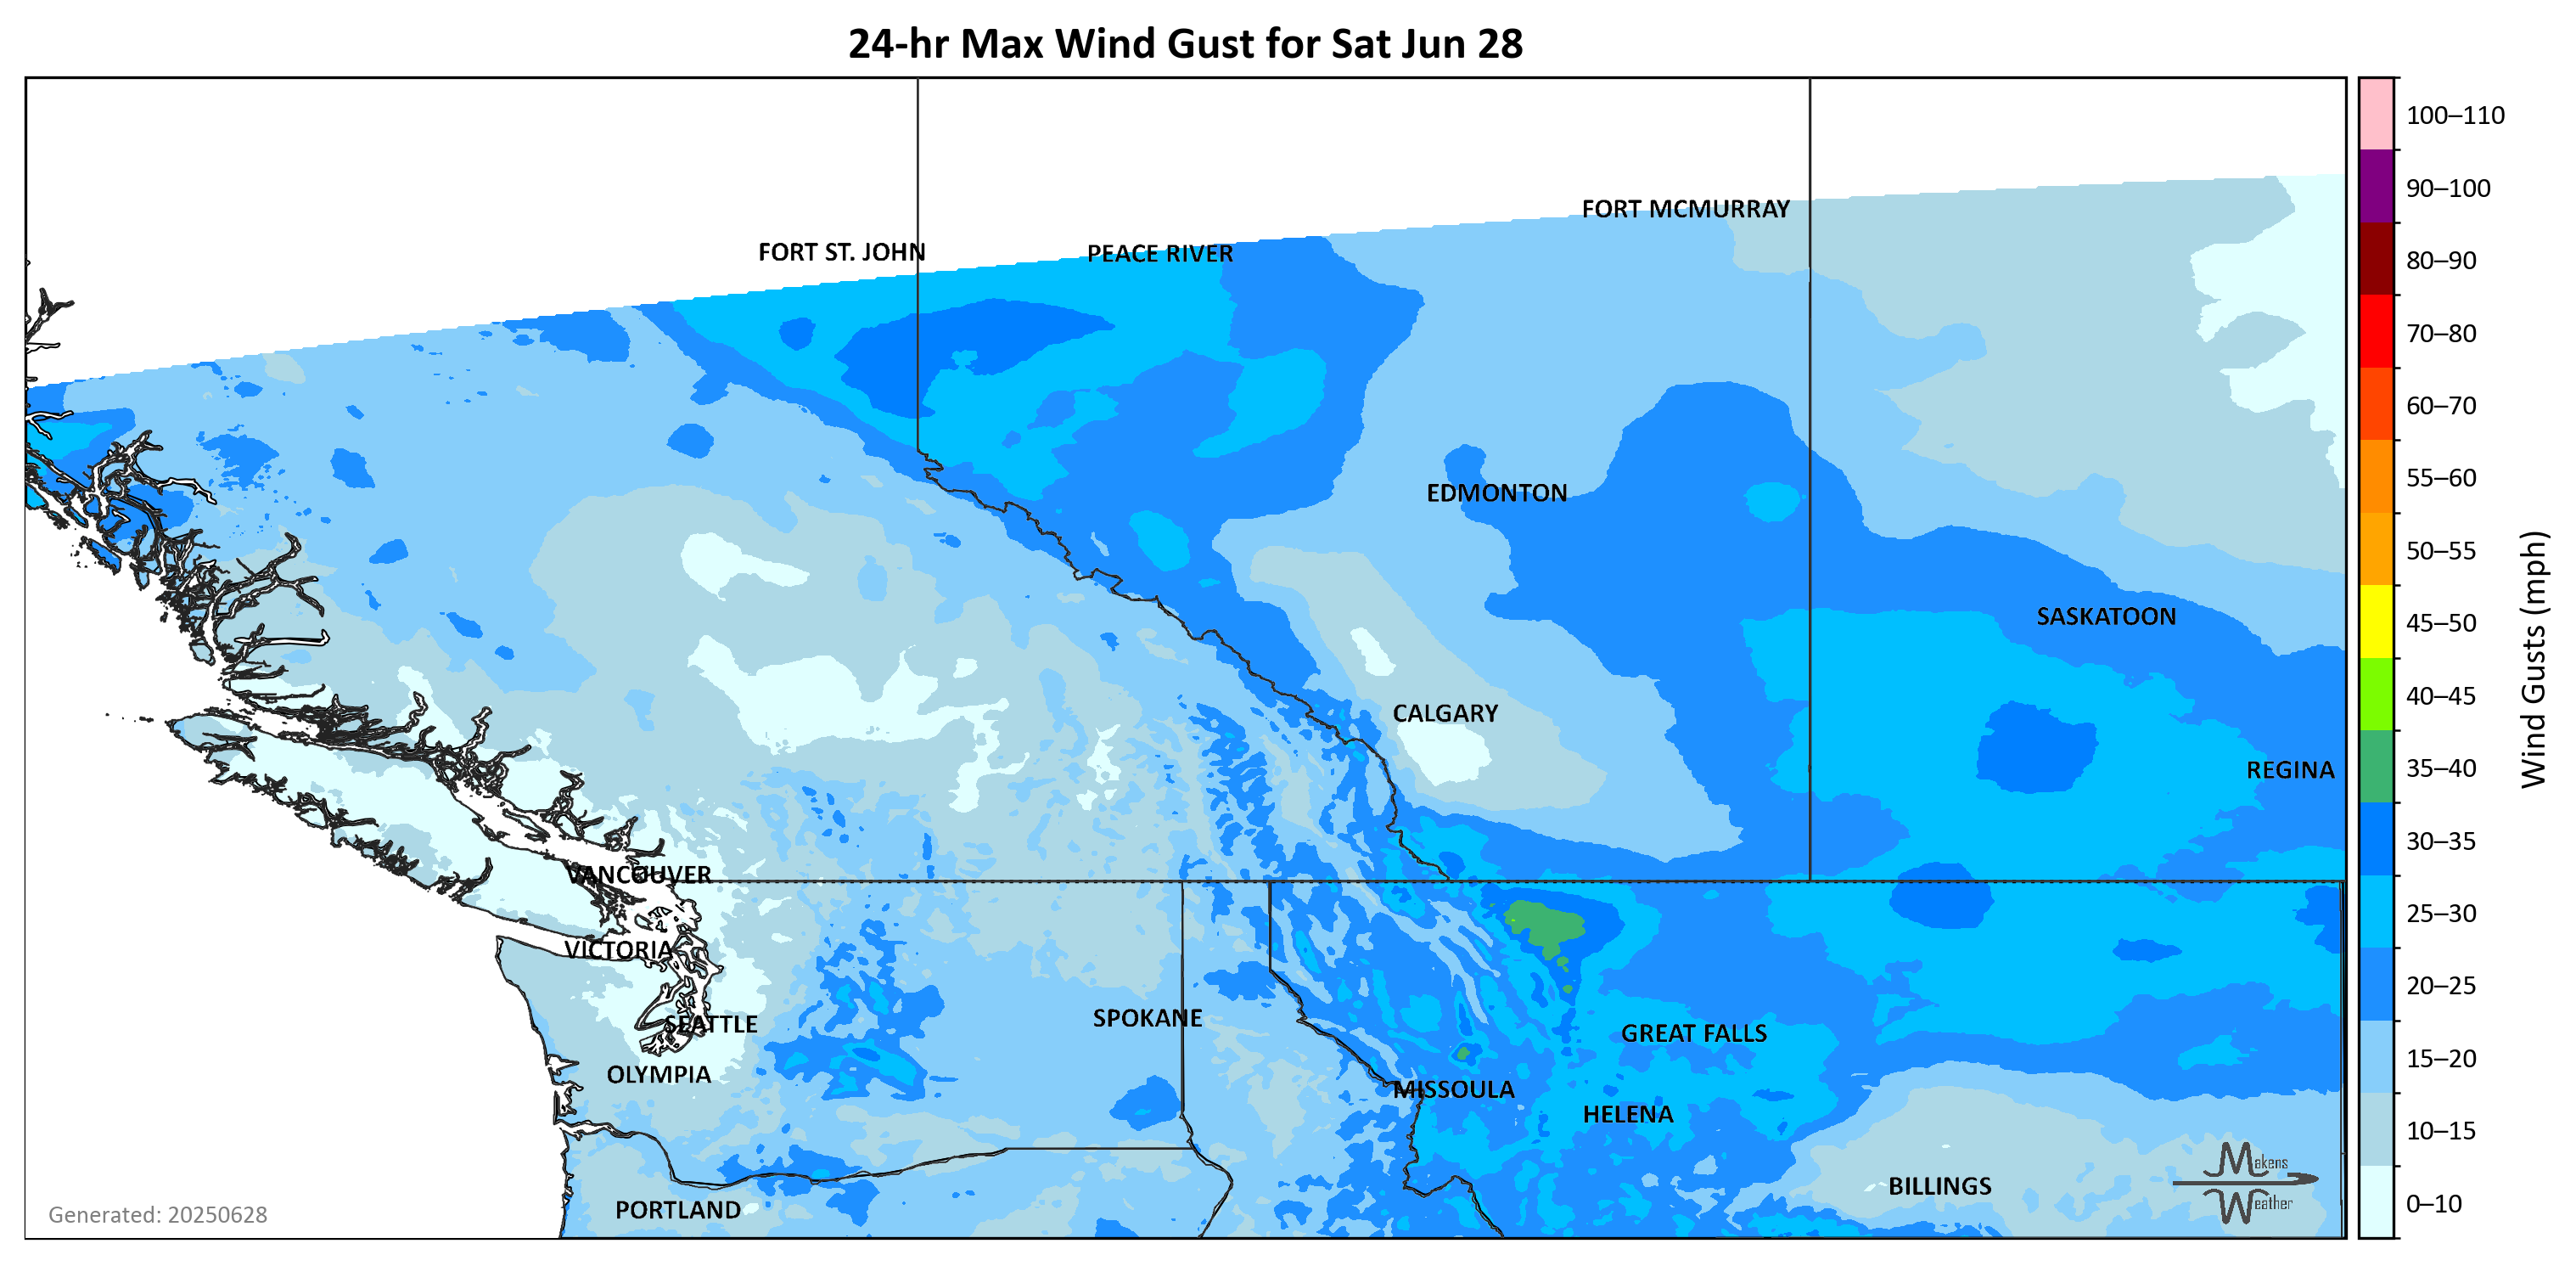 24-hr Max Wind Gust for Sat Jun 28
FORT MCMURRAY
FORT ST. JOHN
PEACE RIVER
EDMONTON
SASKATOON
CALGARY
REGINA
VANCOUVER
VICTORIA
SEATTLE
SPOKANE
GREAT FALLS
OLYMPIA
MISSOULA
HELENA
BILLINGS
PORTLAND
Makens
Weather
Generated: 20250628
100–110
90–100
80–90
70–80
60–70
55–60
50–55
45–50
40–45
35–40
30–35
25–30
20–25
15–20
10–15
0–10
Wind Gusts (mph)